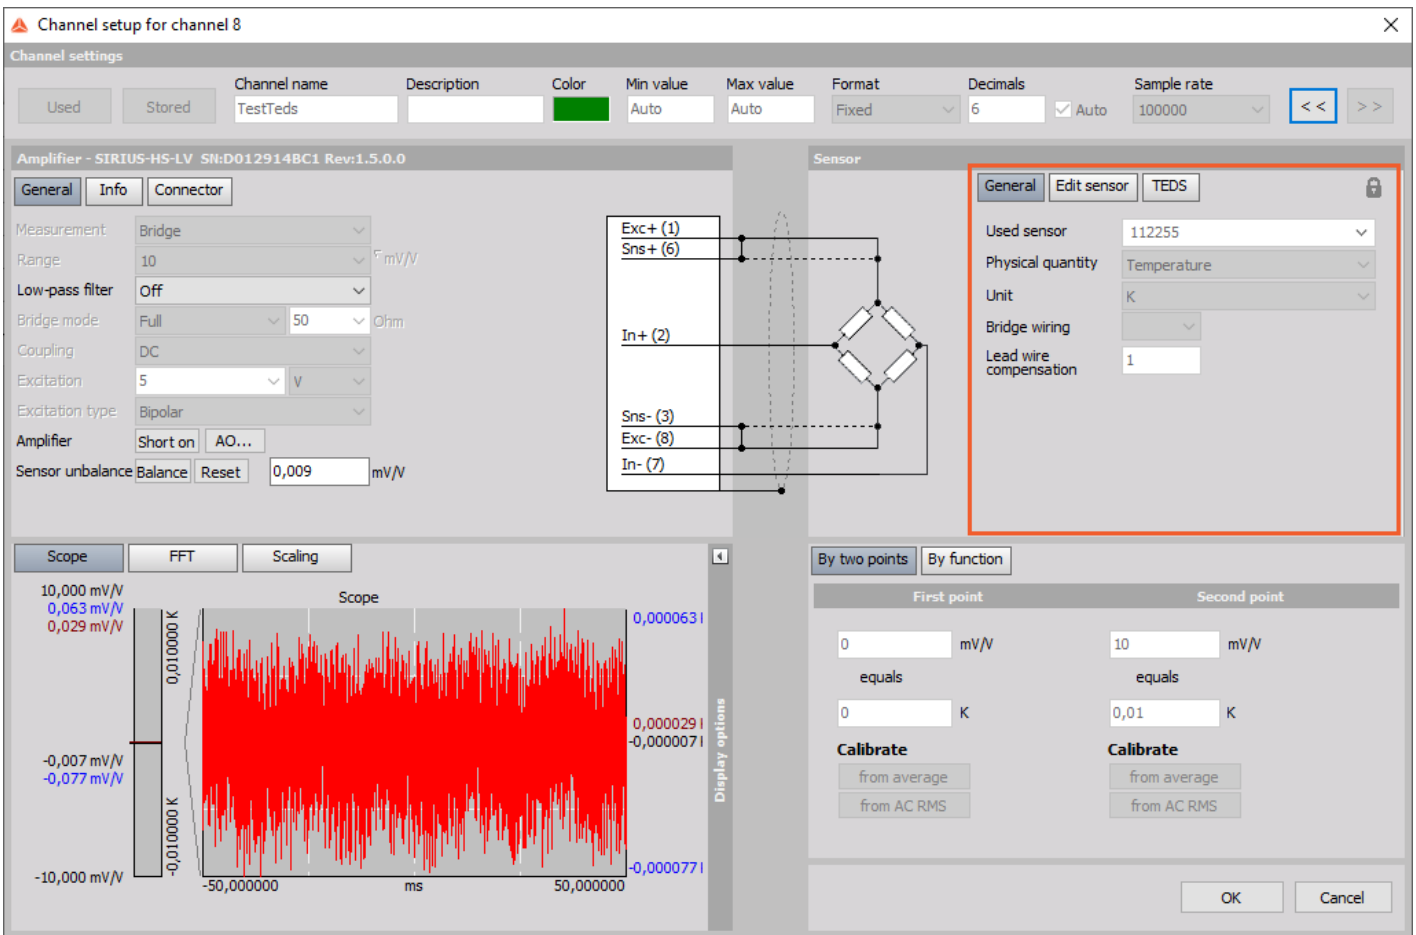 Channel setup for channel 8
Channel settings
Used
Stored
Channel name
TestTeds
Description
Color
Min value
Auto
Max value
Auto
Format
Fixed
Decimals
6
Auto
Sample rate
100000
<<
>>
Amplifier - SIRIUS-HS-LV SN:D012914BC1 Rev:1.5.0.0
General Info Connector
Measurement Bridge
Range 10 mV/V
Low-pass filter Off
Bridge mode Full 50 Ohm
Coupling DC
Excitation 5 V
Excitation type Bipolar
Amplifier Short on AO...
Sensor unbalance Balance Reset 0,009 mV/V
Exc+ (1)
Sns+ (6)
In+ (2)
Sns- (3)
Exc- (8)
In- (7)
Sensor
General Edit sensor TEDS
Used sensor 112255
Physical quantity Temperature
Unit K
Bridge wiring
Lead wire
compensation 1
Scope FFT Scaling
10,000 mV/V
0,063 mV/V
0,029 mV/V
-0,007 mV/V
-0,077 mV/V
-10,000 mV/V
0,010000 K
-0,010000 K
Scope
0,000063
0,000029
-0,000007
-0,000077
-50,000000 ms 50,000000
Display options
By two points By function
First point Second point
0 mV/V 10 mV/V
equals equals
0 K 0,01 K
Calibrate Calibrate
from average from average
from AC RMS from AC RMS
OK Cancel